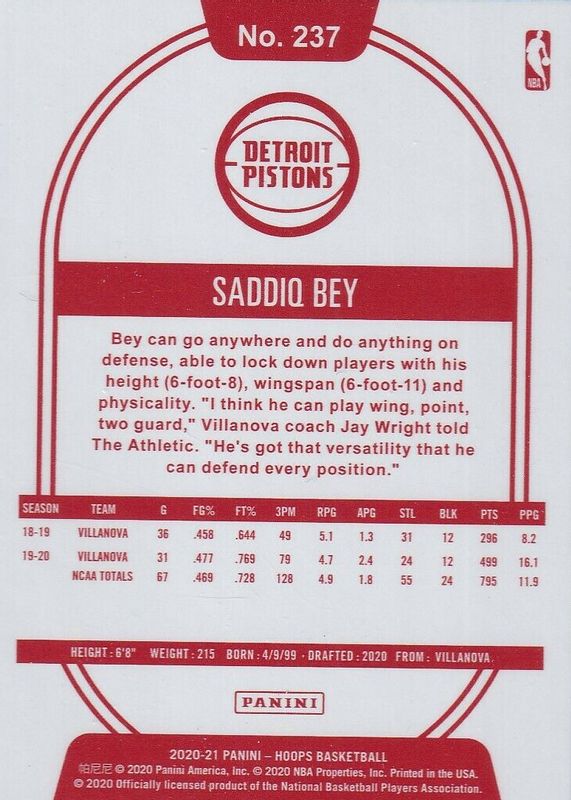 No. 237
NBA
DETROIT
PISTONS
SADDIQ BEY
Bey can go anywhere and do anything on
defense, able to lock down players with his
height (6-foot-8), wingspan (6-foot-11) and
physicality. "I think he can play wing, point,
two guard," Villanova coach Jay Wright told
The Athletic. "He's got that versatility that he
can defend every position."
SEASON TEAM G FG% FT% 3PM RPG APG STL BLK PTS PPG
18-19 VILLANOVA 36 .458 .644 49 5.1 1.3 31 12 296 8.2
19-20 VILLANOVA 31 .477 .769 79 4.7 2.4 24 12 499 16.1
NCAA TOTALS 67 .469 .728 128 4.9 1.8 55 24 795 11.9
HEIGHT: 6'8" WEIGHT: 215 BORN: 4/9/99 · DRAFTED: 2020 FROM: VILLANOVA
PANINI
2020-21 PANINI – HOOPS BASKETBALL
帕尼尼 © 2020 Panini America, Inc. © 2020 NBA Properties, Inc. Printed in the USA.
© 2020 Officially licensed product of the National Basketball Players Association.